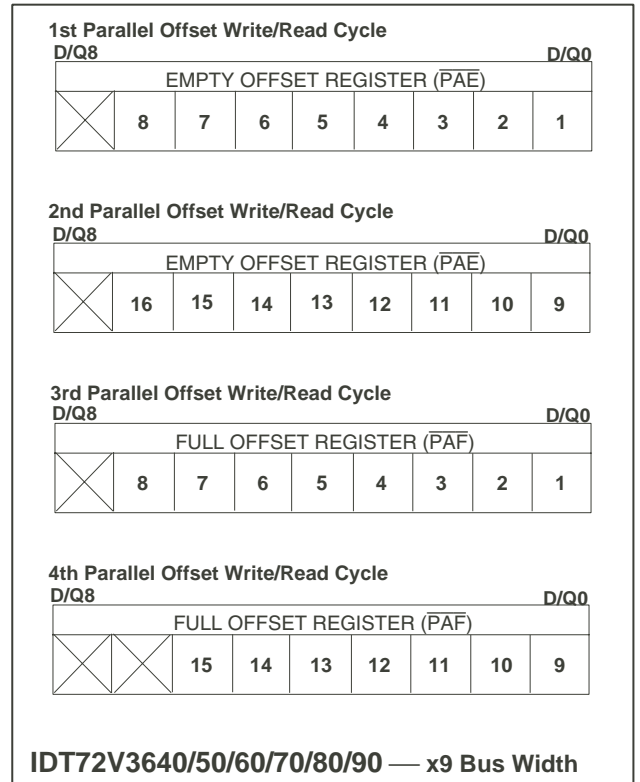 1st Parallel Offset Write/Read Cycle
D/Q8 D/Q0
EMPTY OFFSET REGISTER (P̅A̅E̅)
8 7 6 5 4 3 2 1
2nd Parallel Offset Write/Read Cycle
D/Q8 D/Q0
EMPTY OFFSET REGISTER (P̅A̅E̅)
16 15 14 13 12 11 10 9
3rd Parallel Offset Write/Read Cycle
D/Q8 D/Q0
FULL OFFSET REGISTER (P̅A̅F̅)
8 7 6 5 4 3 2 1
4th Parallel Offset Write/Read Cycle
D/Q8 D/Q0
FULL OFFSET REGISTER (P̅A̅F̅)
15 14 13 12 11 10 9
IDT72V3640/50/60/70/80/90 — x9 Bus Width